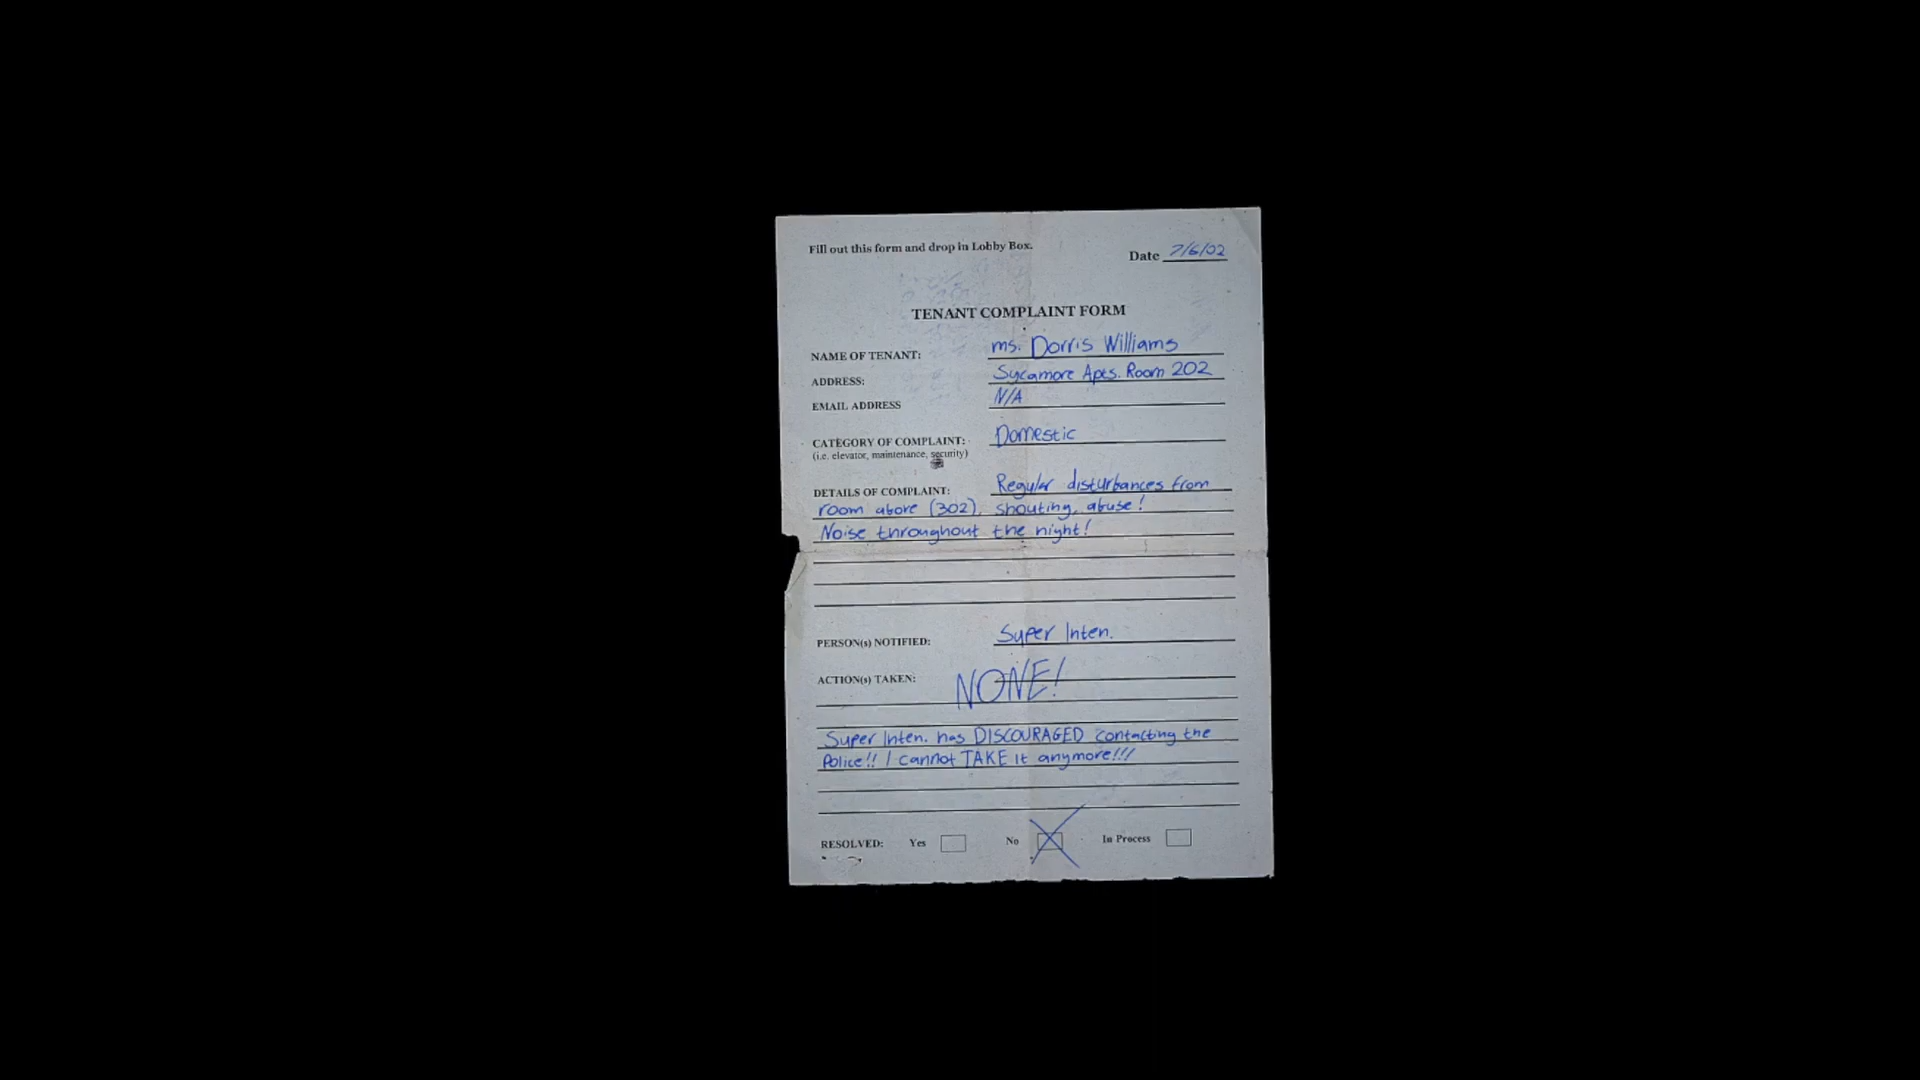 Fill out this form and drop in Lobby Box.
Date 7/6/02
TENANT COMPLAINT FORM
NAME OF TENANT: ms. Dorris Williams
ADDRESS: Sycamore Apts. Room 202
EMAIL ADDRESS N/A
CATEGORY OF COMPLAINT: Domestic
(i.e. elevator, maintenance, security)
DETAILS OF COMPLAINT: Regular disturbances from
room above (302), shouting, abuse!
Noise throughout the night!
PERSON(s) NOTIFIED: Super Inten.
ACTION(s) TAKEN: NONE!
Super Inten. has DISCOURAGED contacting the
Police!! I cannot TAKE it anymore!!!
RESOLVED: Yes No In Process